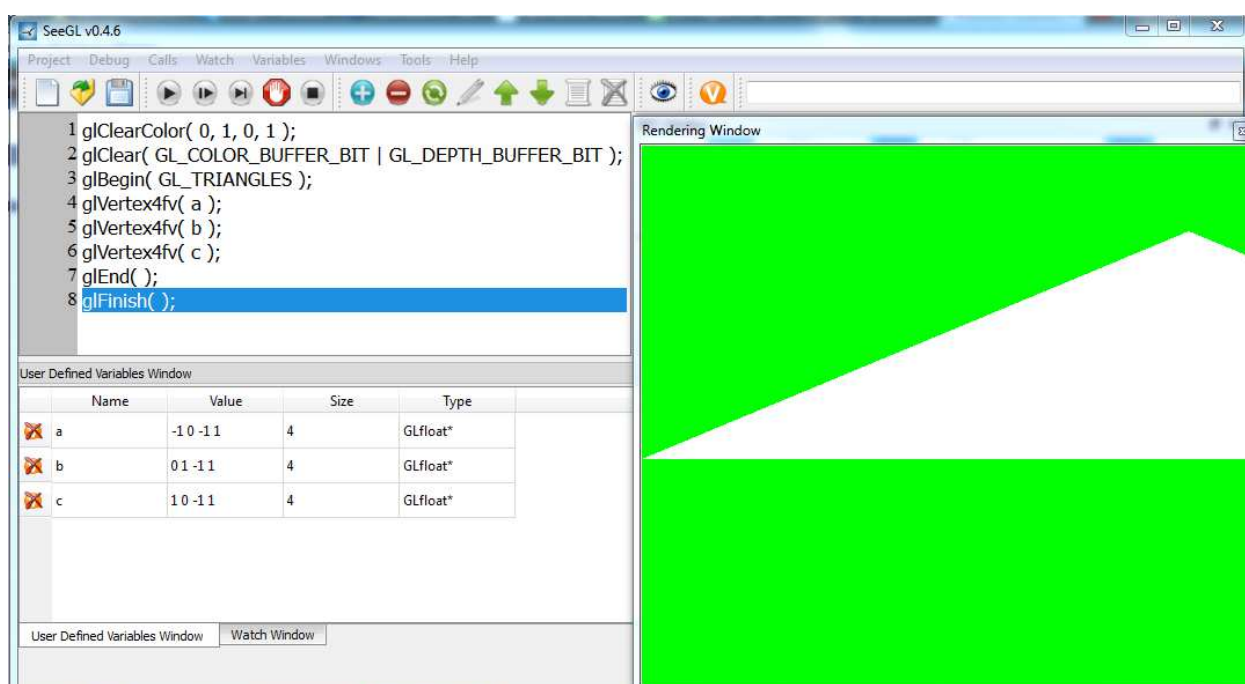 SeeGL v0.4.6
Project Debug Calls Watch Variables Windows Tools Help
1 glClearColor( 0, 1, 0, 1 );
2 glClear( GL_COLOR_BUFFER_BIT | GL_DEPTH_BUFFER_BIT );
3 glBegin( GL_TRIANGLES );
4 glVertex4fv( a );
5 glVertex4fv( b );
6 glVertex4fv( c );
7 glEnd( );
8 glFinish( );
Rendering Window
User Defined Variables Window
Name Value Size Type
a -1 0 -1 1 4 GLfloat*
b 0 1 -1 1 4 GLfloat*
c 1 0 -1 1 4 GLfloat*
User Defined Variables Window Watch Window